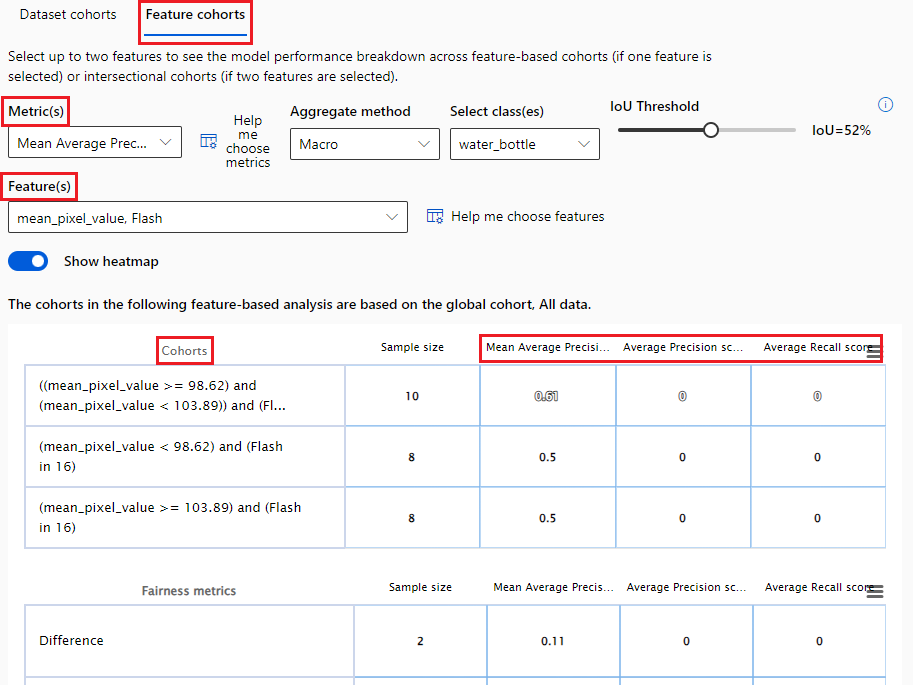 Dataset cohorts Feature cohorts
Select up to two features to see the model performance breakdown across feature-based cohorts (if one feature is
selected) or intersectional cohorts (if two features are selected).
Metric(s)
Mean Average Prec...
Help
me
choose
metrics
Aggregate method
Macro
Select class(es)
water_bottle
IoU Threshold
IoU=52%
Feature(s)
mean_pixel_value, Flash
Help me choose features
Show heatmap
The cohorts in the following feature-based analysis are based on the global cohort, All data.
Cohorts Sample size Mean Average Precisi... Average Precision sc... Average Recall score
((mean_pixel_value >= 98.62) and
(mean_pixel_value < 103.89)) and (Fl...
10 0.61 0 0
(mean_pixel_value < 98.62) and (Flash
in 16)
8 0.5 0 0
(mean_pixel_value >= 103.89) and (Flash
in 16)
8 0.5 0 0
Fairness metrics Sample size Mean Average Precis... Average Precision sc... Average Recall score
Difference 2 0.11 0 0